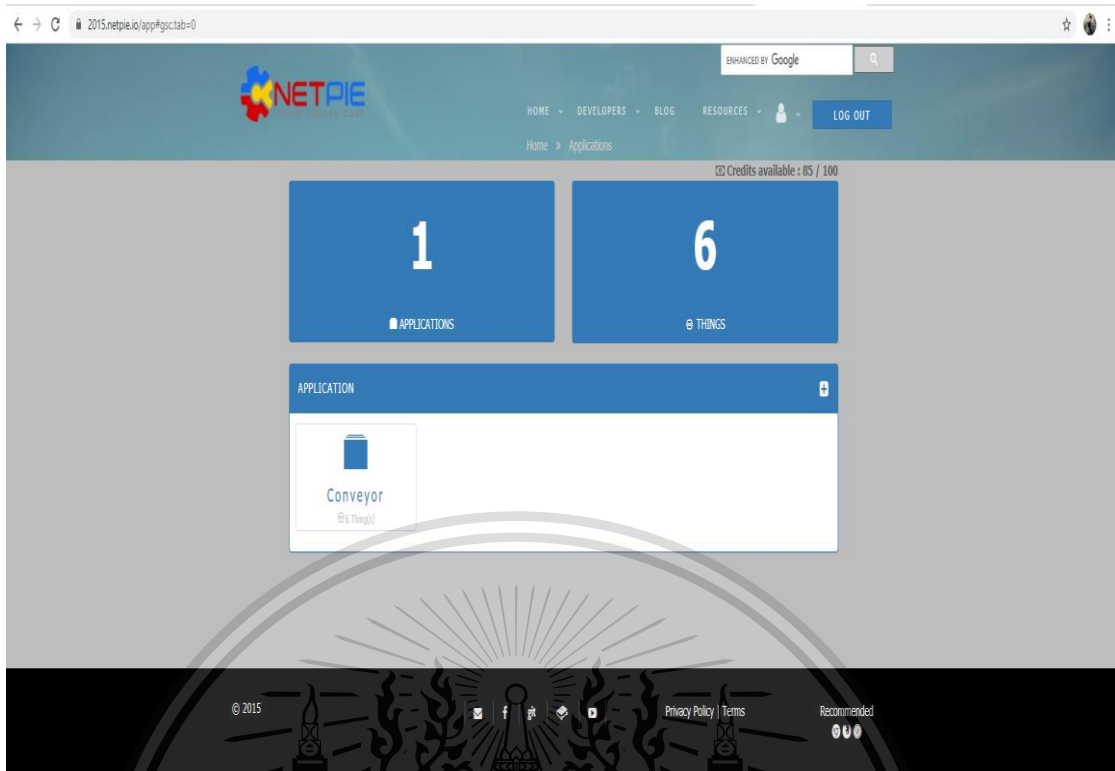 2015.netpie.io/app#gsc.tab=0
ENHANCED BY Google
NETPIE
HOME DEVELOPERS BLOG RESOURCES LOG OUT
Home » Applications
Credits available : 85 / 100
1
APPLICATIONS
6
THINGS
APPLICATION
Conveyor
6 Thing(s)
© 2015
git
Privacy Policy | Terms
Recommended